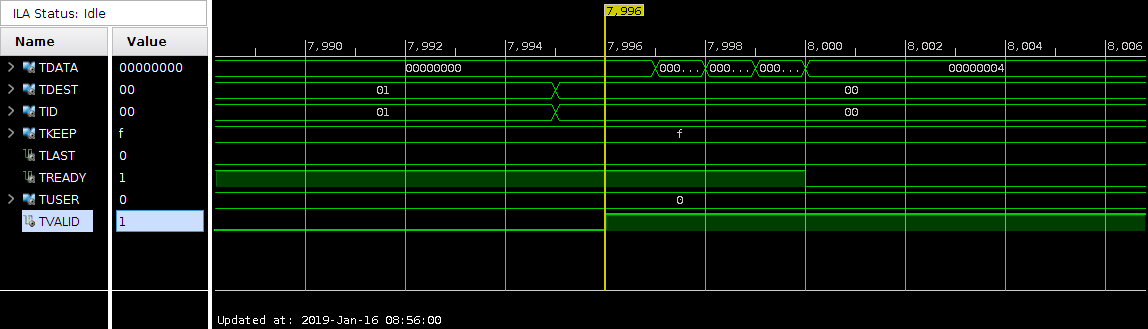 ILA Status: Idle
7,996
Name Value
7,990 7,992 7,994 7,996 7,998 8,000 8,002 8,004 8,006
TDATA 00000000 00000000 000... 000... 000... 00000004
TDEST 00 01 00
TID 00 01 00
TKEEP f f
TLAST 0
TREADY 1
TUSER 0 0
TVALID 1
Updated at: 2019-Jan-16 08:56:00